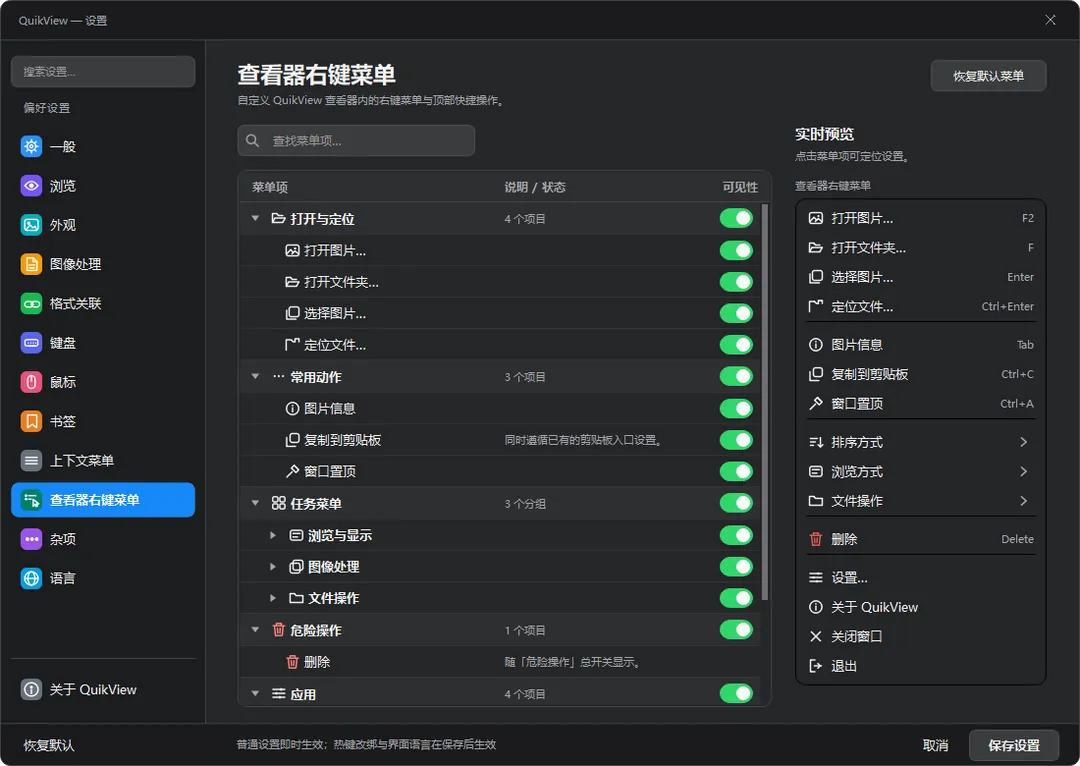 QuikView — 设置
搜索设置...
偏好设置
一般
浏览
外观
图像处理
格式关联
键盘
鼠标
书签
上下文菜单
查看器右键菜单
杂项
语言
关于 QuikView
查看器右键菜单
自定义 QuikView 查看器内的右键菜单与顶部快捷操作。
恢复默认菜单
查找菜单项...
菜单项 说明 / 状态 可见性
打开与定位 4 个项目
打开图片...
打开文件夹...
选择图片...
定位文件...
常用动作 3 个项目
图片信息
复制到剪贴板 同时遵循已有的剪贴板入口设置。
窗口置顶
任务菜单 3 个分组
浏览与显示
图像处理
文件操作
危险操作 1 个项目
删除 随「危险操作」总开关显示。
应用 4 个项目
实时预览
点击菜单项可定位设置。
查看器右键菜单
打开图片... F2
打开文件夹... F
选择图片... Enter
定位文件... Ctrl+Enter
图片信息 Tab
复制到剪贴板 Ctrl+C
窗口置顶 Ctrl+A
排序方式
浏览方式
文件操作
删除 Delete
设置...
关于 QuikView
关闭窗口
退出
恢复默认 普通设置即时生效；热键改绑与界面语言在保存后生效 取消 保存设置